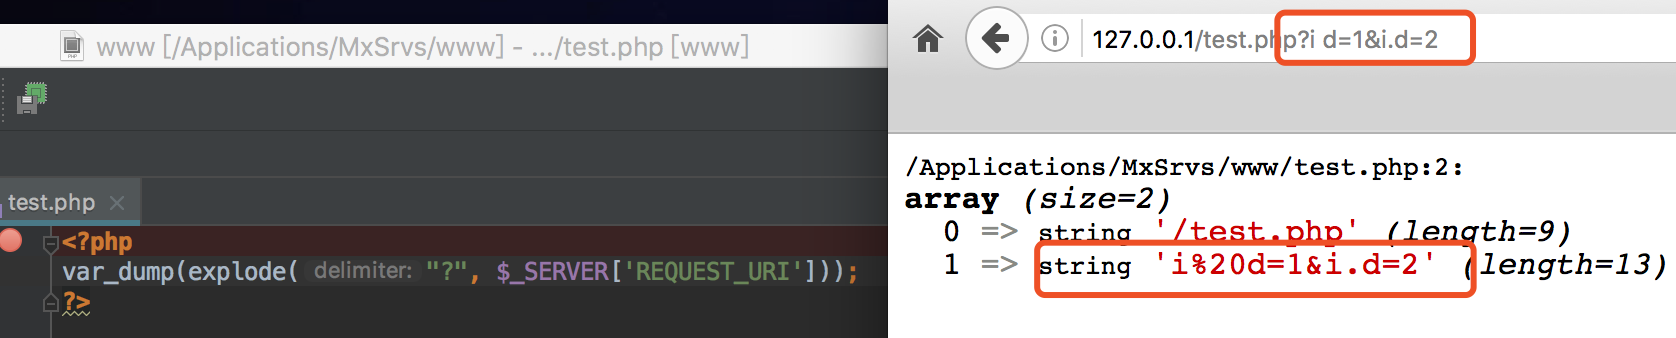 www [/Applications/MxSrvs/www] - .../test.php [www]
test.php
<?php
var_dump(explode( delimiter: "?", $_SERVER['REQUEST_URI']));
?>
127.0.0.1/test.php?i d=1&i.d=2
/Applications/MxSrvs/www/test.php:2:
array (size=2)
0 => string '/test.php' (length=9)
1 => string 'i%20d=1&i.d=2' (length=13)